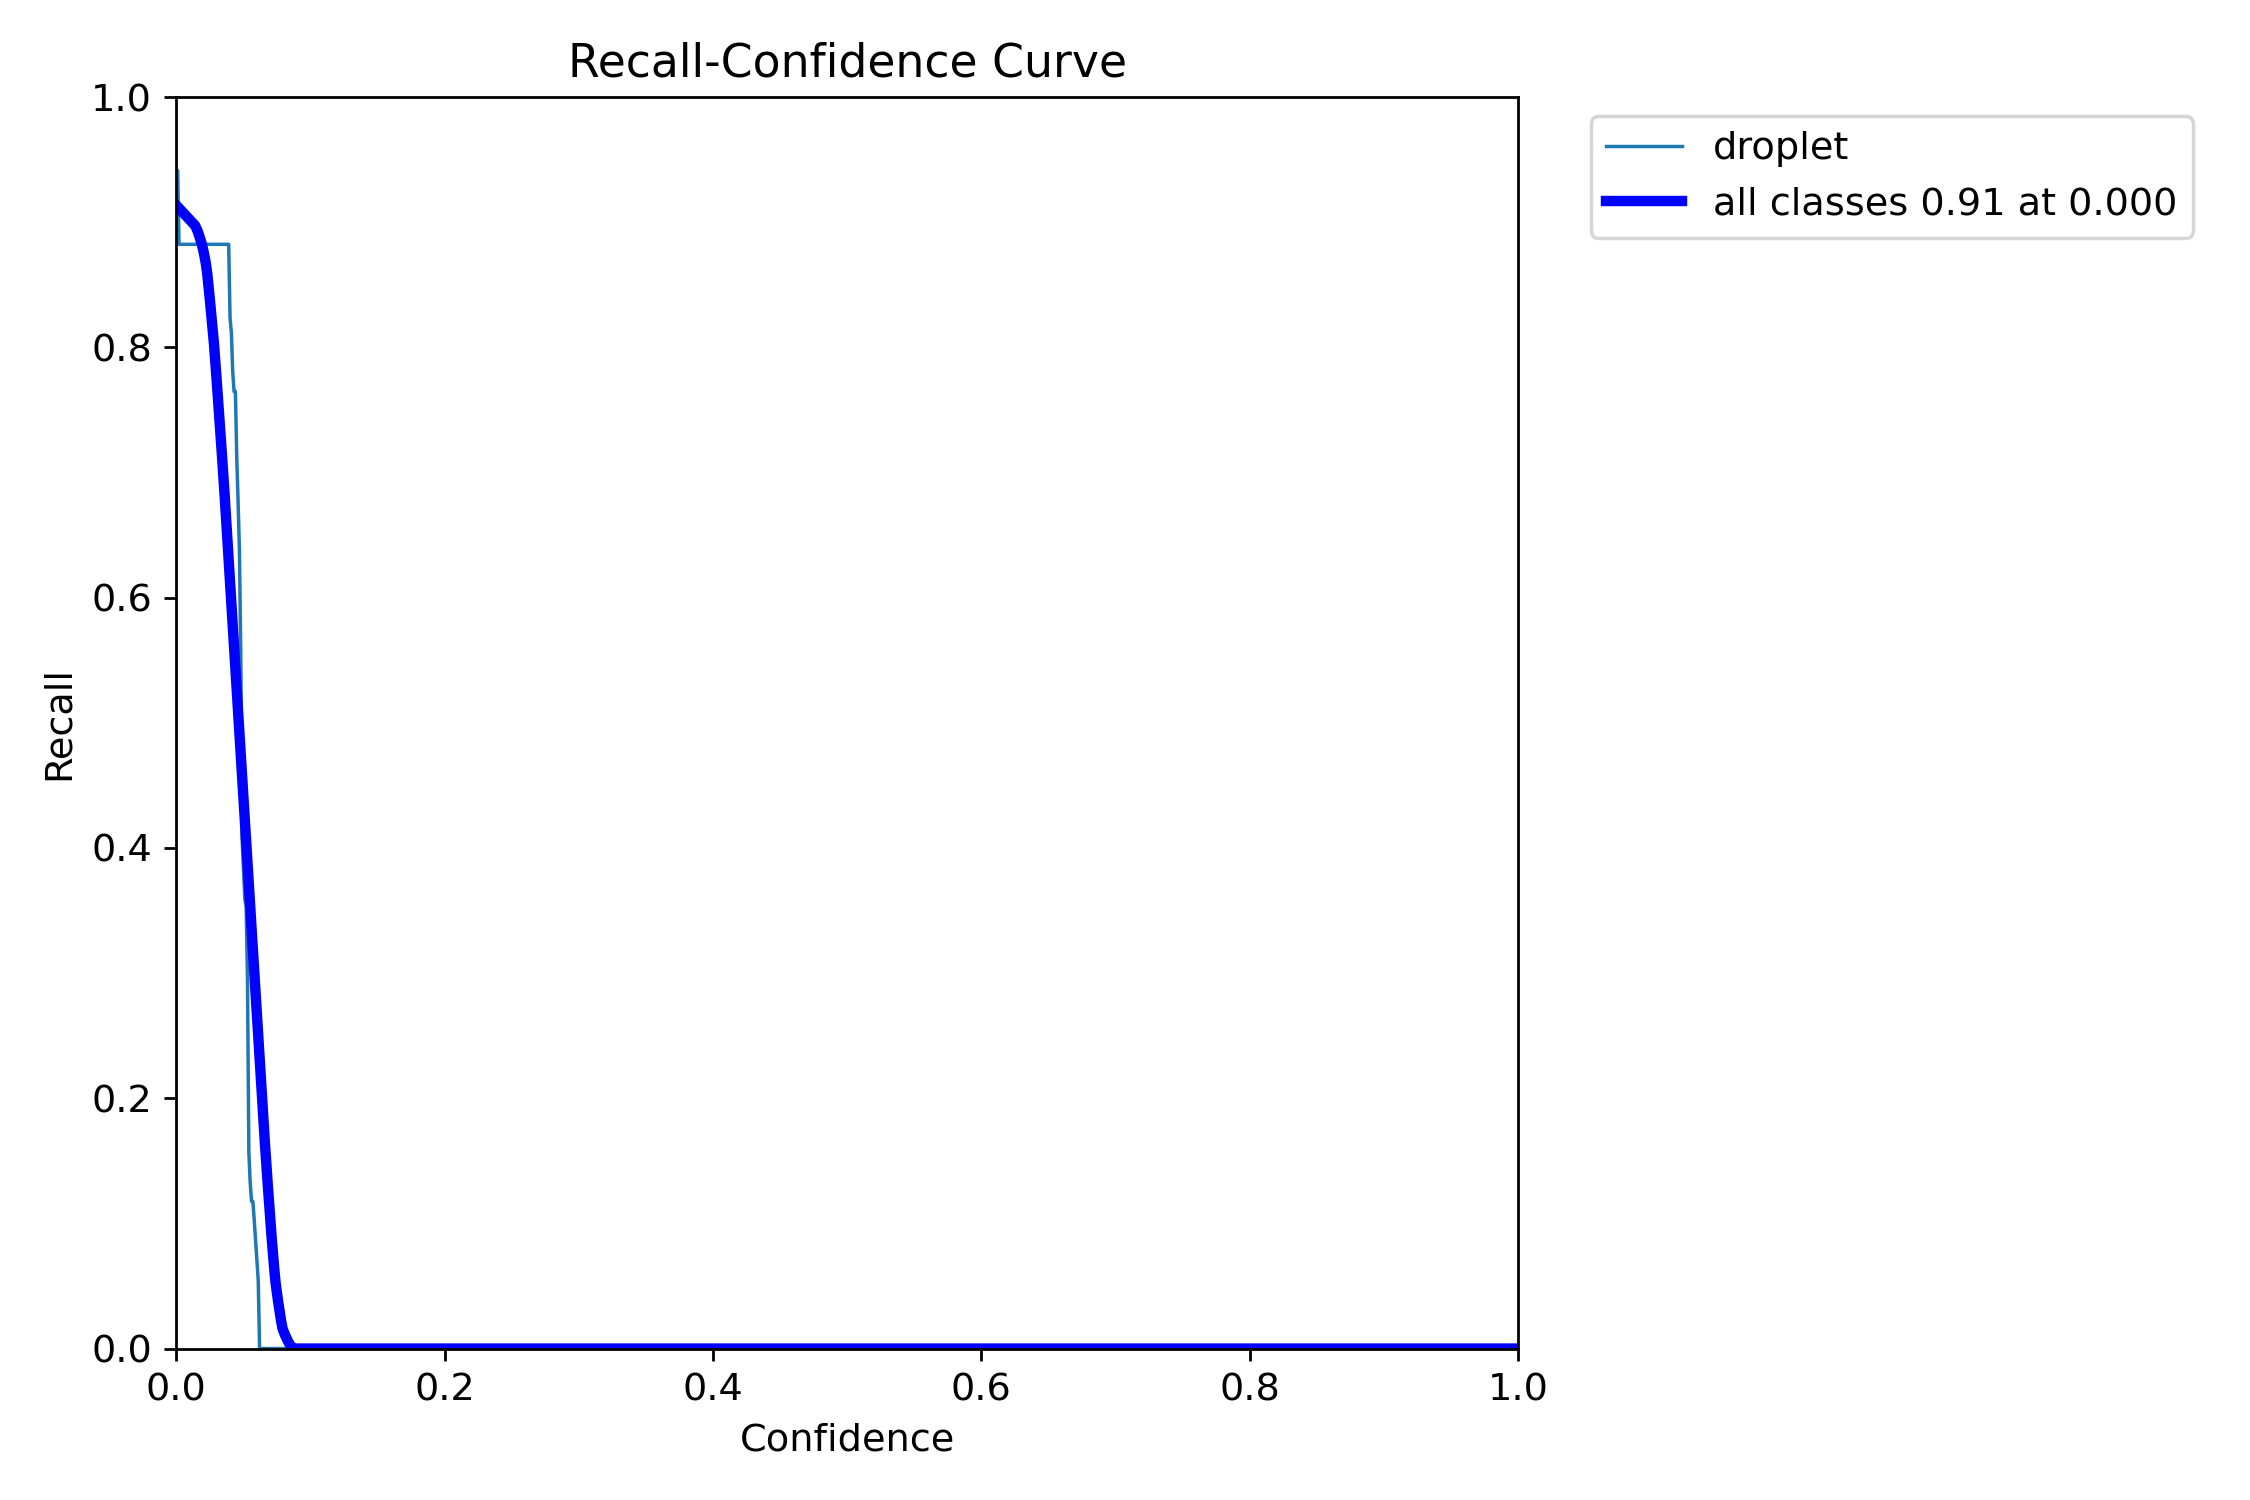 Recall-Confidence Curve
droplet
all classes 0.91 at 0.000
1.0
0.8
0.6
0.4
0.2
0.0
Recall
0.0 0.2 0.4 0.6 0.8 1.0
Confidence